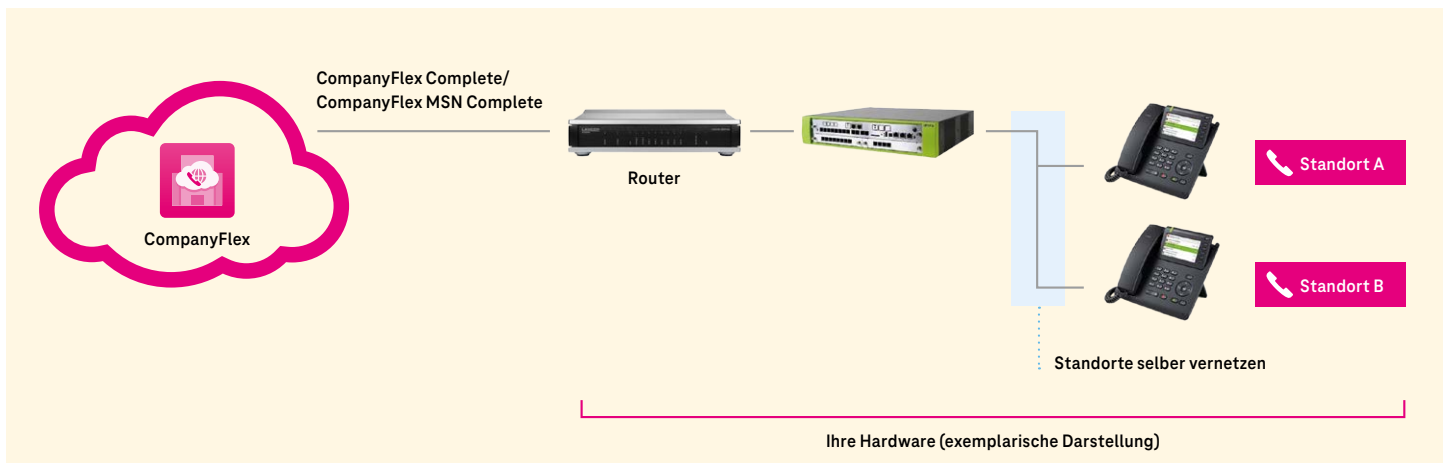 CompanyFlex Complete/
CompanyFlex MSN Complete
CompanyFlex
Router
Standort A
Standort B
Standorte selber vernetzen
Ihre Hardware (exemplarische Darstellung)